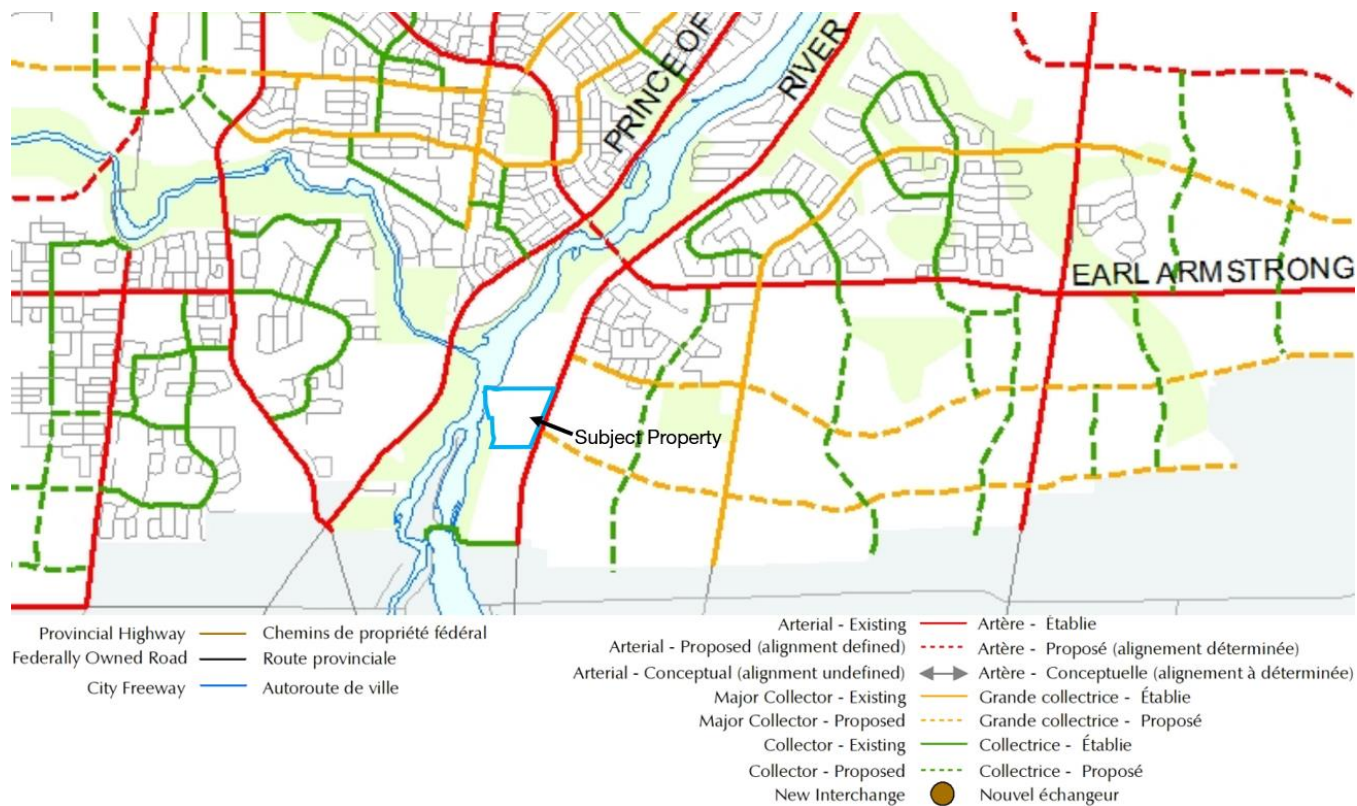 PRINCE OF
RIVER
EARL ARMSTRONG
Subject Property
Provincial Highway Chemins de propriété fédéral
Federally Owned Road Route provinciale
City Freeway Autoroute de ville
Arterial - Existing Artère - Établie
Arterial - Proposed (alignment defined) Artère - Proposé (alignement déterminée)
Arterial - Conceptual (alignment undefined) Artère - Conceptuelle (alignement à déterminée)
Major Collector - Existing Grande collectrice - Établie
Major Collector - Proposed Grande collectrice - Proposé
Collector - Existing Collectrice - Établie
Collector - Proposed Collectrice - Proposé
New Interchange Nouvel échangeur